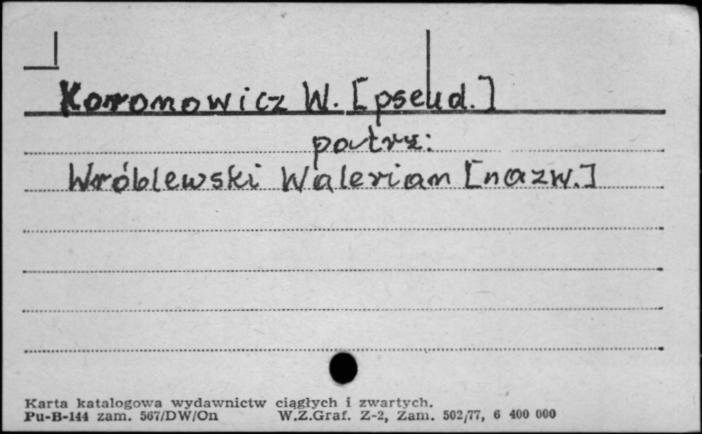 Koronowicz W. [pseud.]
patrz:
Wróblewski Walerian [nazw.]
Karta katalogowa wydawnictw ciągłych i zwartych.
Pu-B-144 zam. 567/DW/On W.Z.Graf. Z-2, Zam. 502/77, 6 400 000